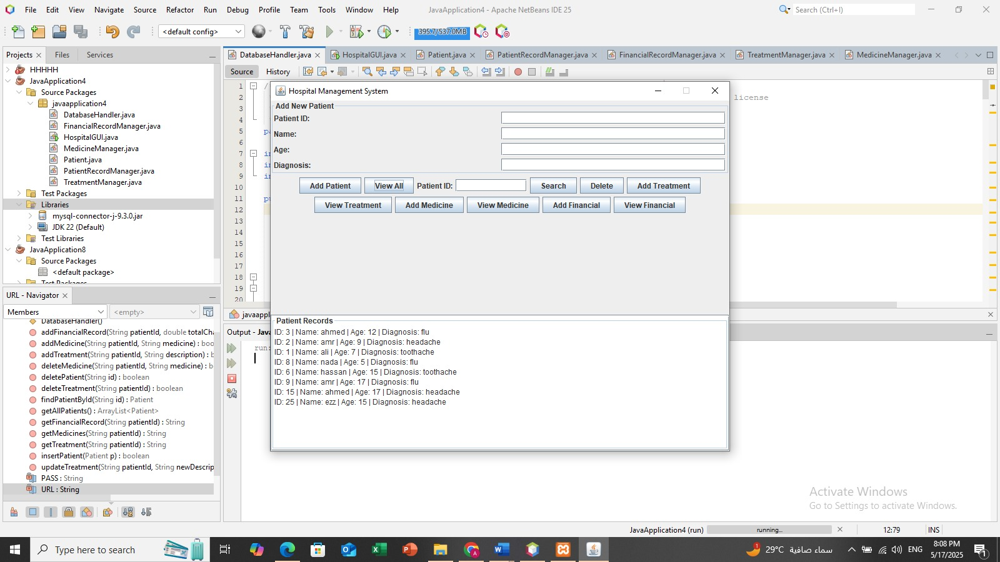 File Edit View Navigate Source Refactor Run Debug Profile Team Tools Window Help
JavaApplication4 - Apache NetBeans IDE 25
Search (Ctrl+I)
<default config>
395.7/537.0MB
Projects Files Services
HHHHH
JavaApplication4
Source Packages
javaapplication4
DatabaseHandler.java
FinancialRecordManager.java
HospitalGUI.java
MedicineManager.java
Patient.java
PatientRecordManager.java
TreatmentManager.java
Test Packages
Libraries
mysql-connector-j-9.3.0.jar
JDK 22 (Default)
Test Libraries
JavaApplication8
Source Packages
<default package>
Test Packages
URL - Navigator
Members
<empty>
DatabaseHandler()
addFinancialRecord(String patientId, double totalCha
addMedicine(String patientId, String medicine) : boo
addTreatment(String patientId, String description) : b
deleteMedicine(String patientId, String medicine) : b
deletePatient(String id) : boolean
deleteTreatment(String patientId) : boolean
findPatientById(String id) : Patient
getAllPatients() : ArrayList<Patient>
getFinancialRecord(String patientId) : String
getMedicines(String patientId) : String
getTreatment(String patientId) : String
insertPatient(Patient p) : boolean
updateTreatment(String patientId, String newDescrip
PASS : String
URL : String
DatabaseHandler.java HospitalGUI.java Patient.java PatientRecordManager.java FinancialRecordManager.java TreatmentManager.java MedicineManager.java
Source History
1 /
2 license
3
4
5 pa
6
7 im
8 im
9 im
10
11 pu
12
13
14
15
16
17
18
19
20
javaappl
Output - Java
run:
Hospital Management System
Add New Patient
Patient ID:
Name:
Age:
Diagnosis:
Add Patient View All Patient ID: Search Delete Add Treatment
View Treatment Add Medicine View Medicine Add Financial View Financial
Patient Records
ID: 3 | Name: ahmed | Age: 12 | Diagnosis: flu
ID: 2 | Name: amr | Age: 9 | Diagnosis: headache
ID: 1 | Name: ali | Age: 7 | Diagnosis: toothache
ID: 8 | Name: nada | Age: 5 | Diagnosis: flu
ID: 6 | Name: hassan | Age: 15 | Diagnosis: toothache
ID: 9 | Name: amr | Age: 17 | Diagnosis: flu
ID: 15 | Name: ahmed | Age: 17 | Diagnosis: headache
ID: 25 | Name: ezz | Age: 15 | Diagnosis: headache
Activate Windows
Go to Settings to activate Windows.
JavaApplication4 (run) running... 12:79 INS
Type here to search
1
29°C سماء صافية
ENG
8:08 PM
5/17/2025
1